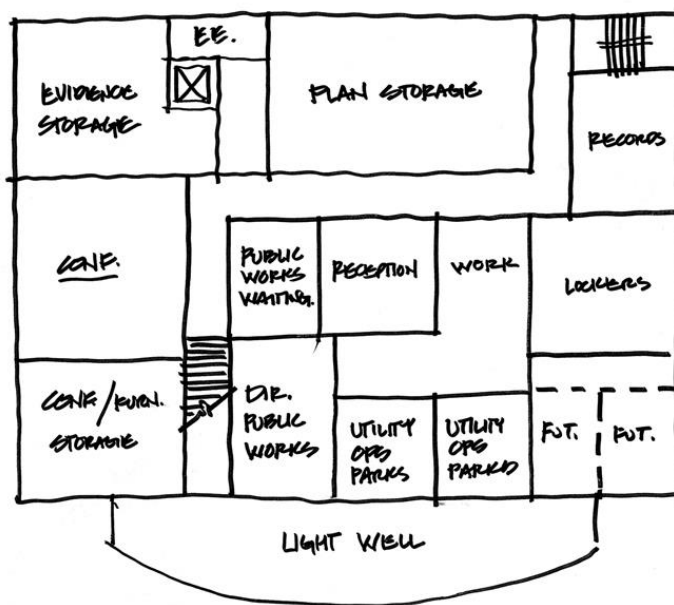 EE.
EVIDENCE
STORAGE
PLAN STORAGE
RECORDS
CONF.
PUBLIC
WORKS
WAITING.
RECEPTION
WORK
LOCKERS
CONF/FURN.
STORAGE
DIR.
PUBLIC
WORKS
UTILITY
OPS
PARKS
UTILITY
OPS
PARKS
FUT.
FUT.
LIGHT WELL